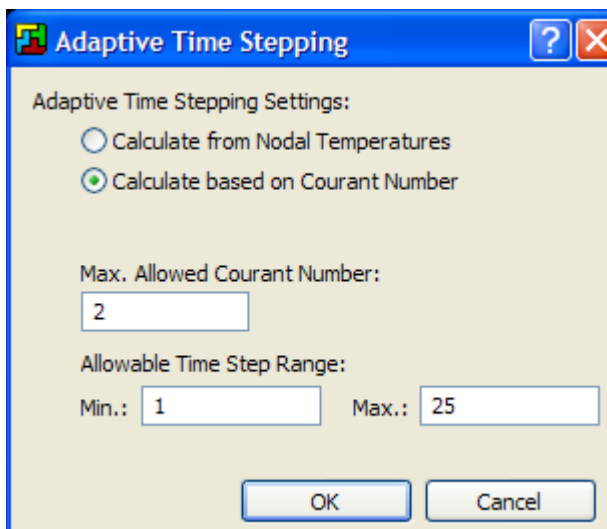 Adaptive Time Stepping ?
Adaptive Time Stepping Settings:
Calculate from Nodal Temperatures
Calculate based on Courant Number
Max. Allowed Courant Number:
2
Allowable Time Step Range:
Min.: 1 Max.: 25
OK Cancel